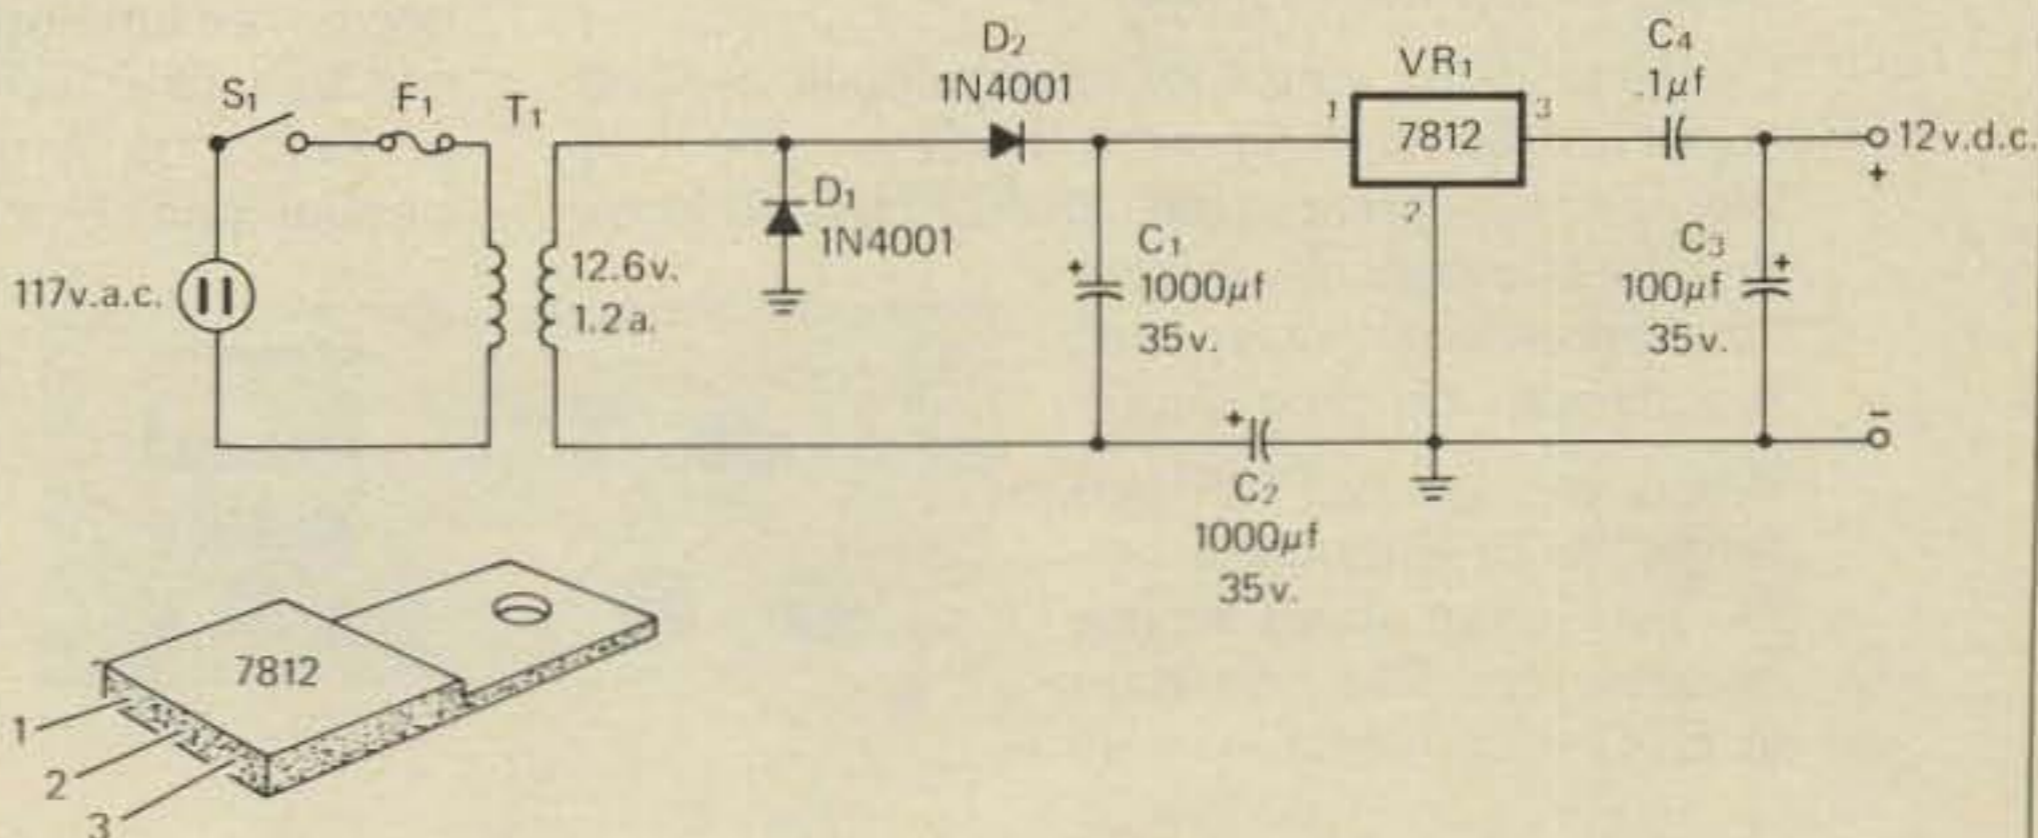 S1
F1
T1
D2
1N4001
VR1
C4
.1µf
1
7812
3
2
12v.d.c.
+
D1
1N4001
117v.a.c.
12.6v.
1.2a.
+
C1
1000µf
35v.
C3
100µf
35v.
+
+
C2
1000µf
35v.
-
7812
1
2
3